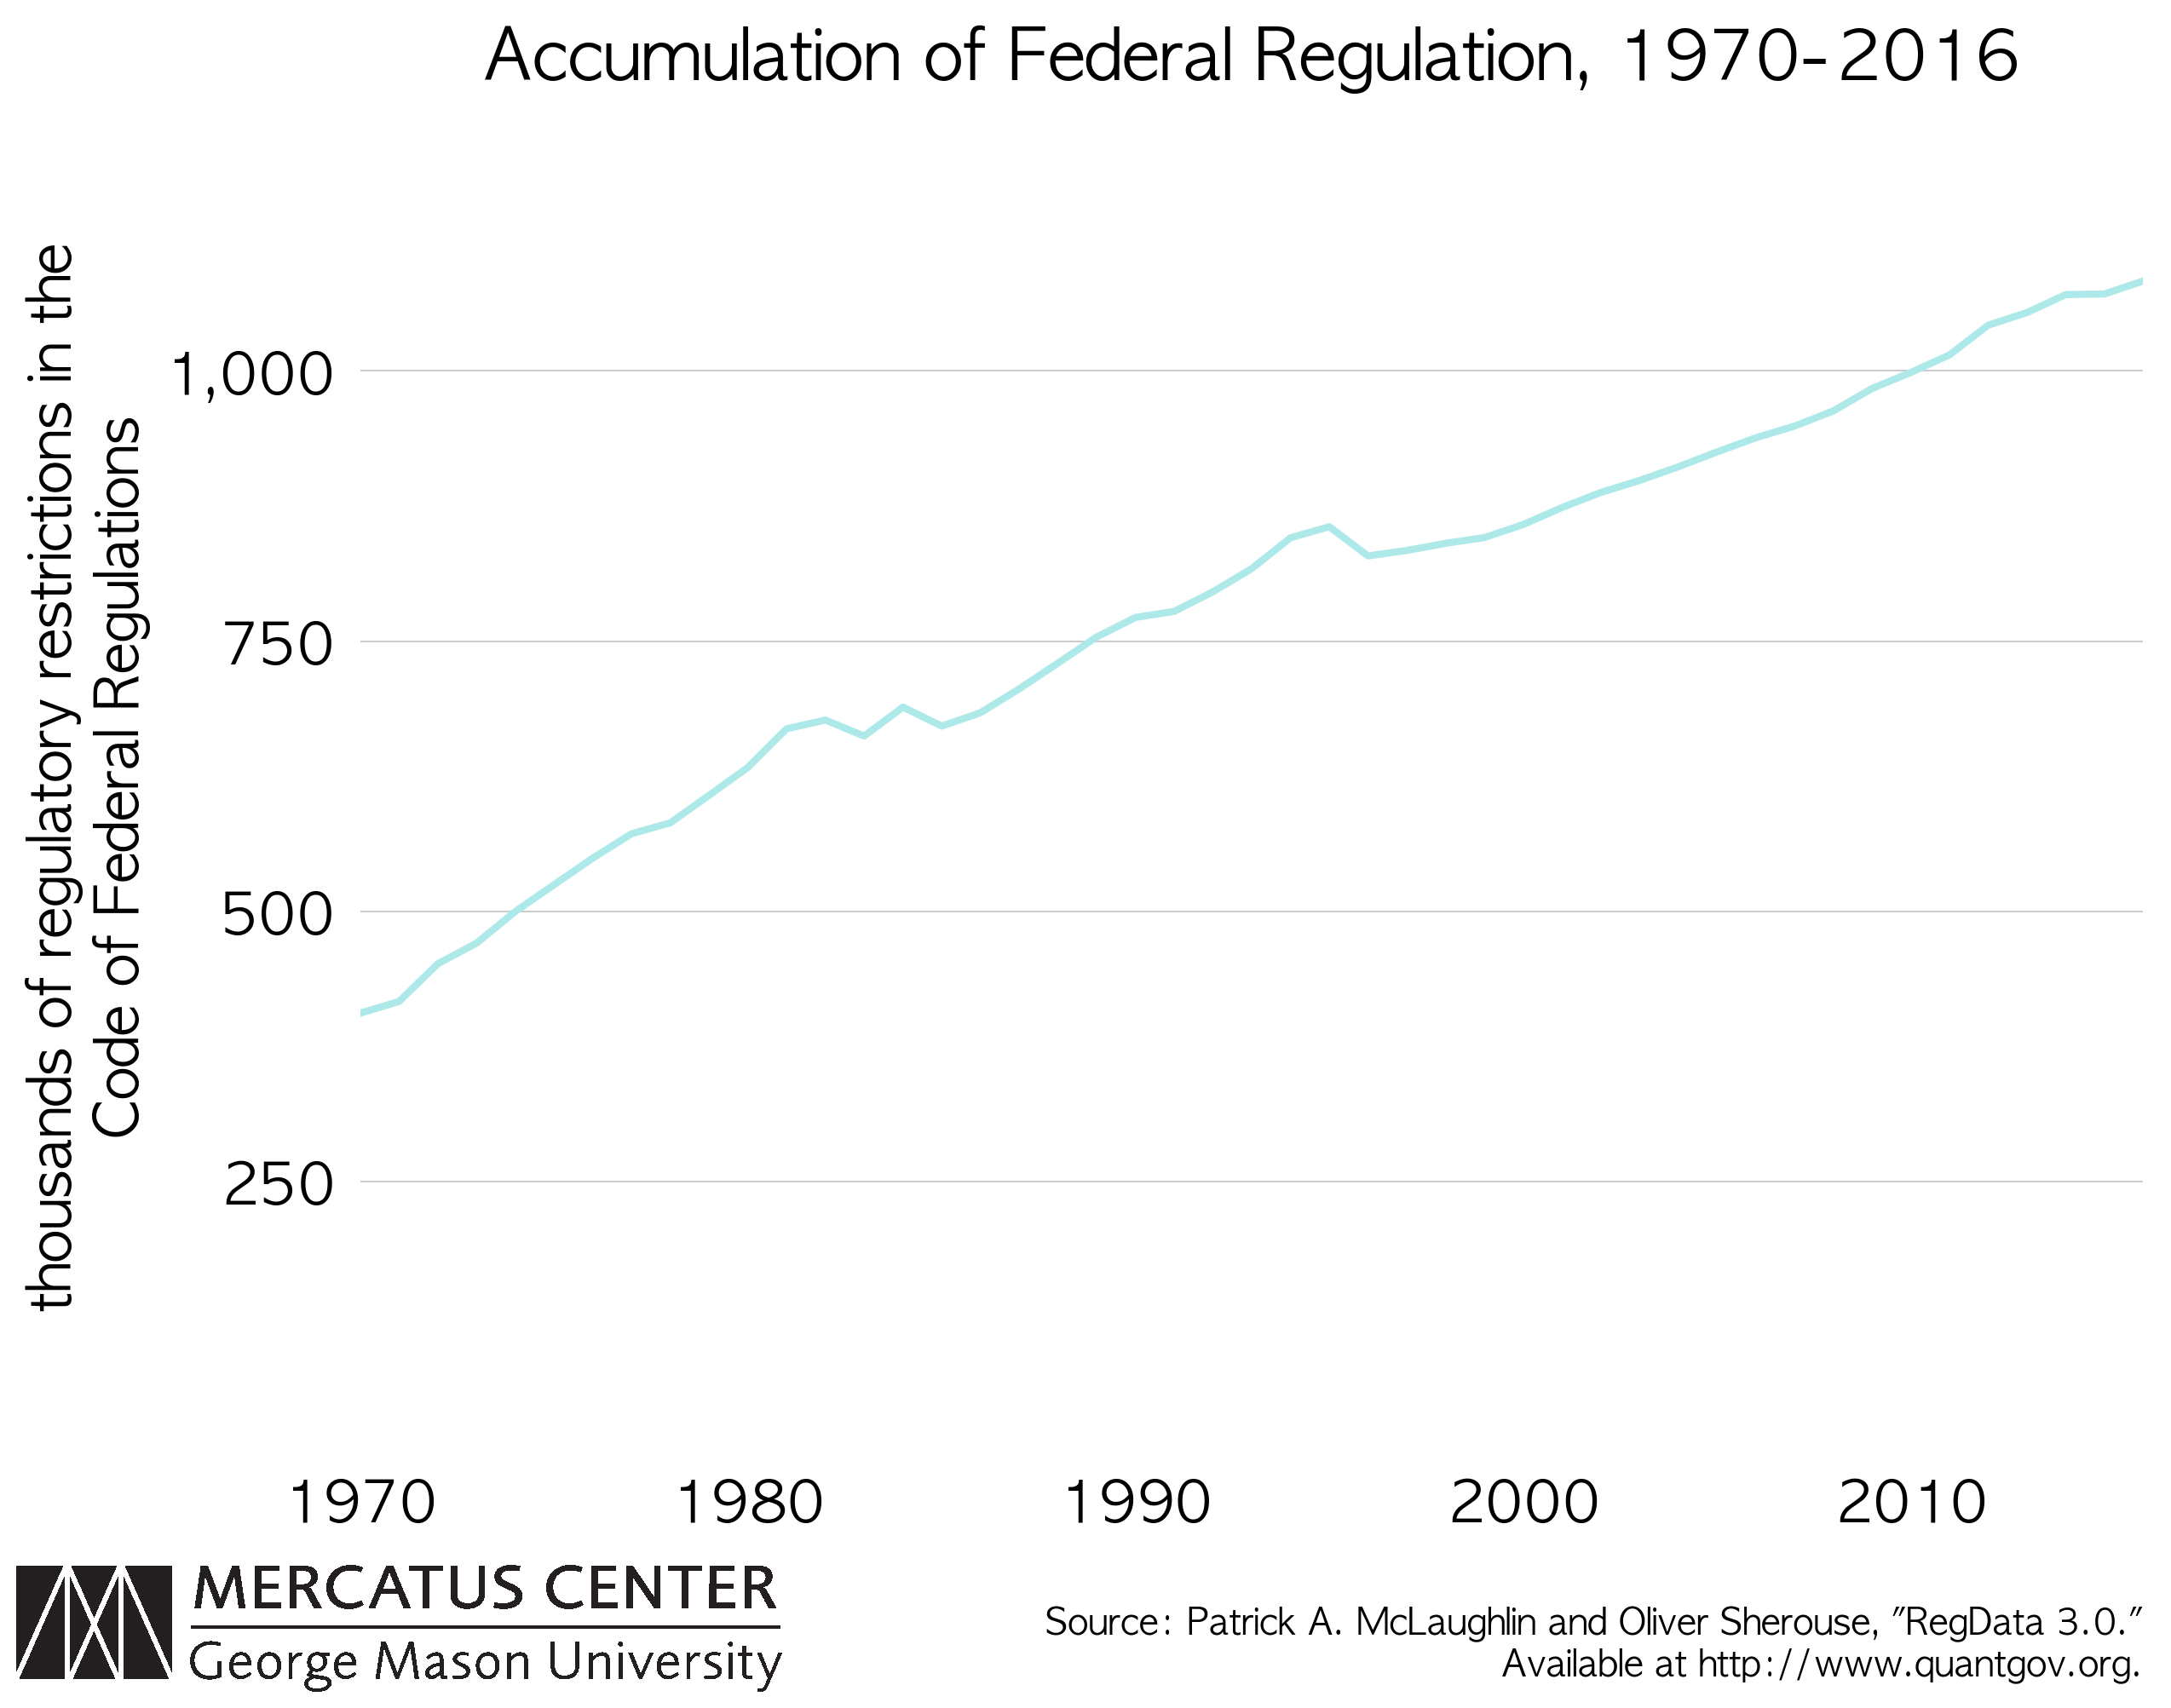 Accumulation of Federal Regulation, 1970-2016
thousands of regulatory restrictions in the
Code of Federal Regulations
1,000
750
500
250
1970
1980
1990
2000
2010
MERCATUS CENTER
George Mason University
Source: Patrick A. McLaughlin and Oliver Sherouse, "RegData 3.0."
Available at http://www.quantgov.org.